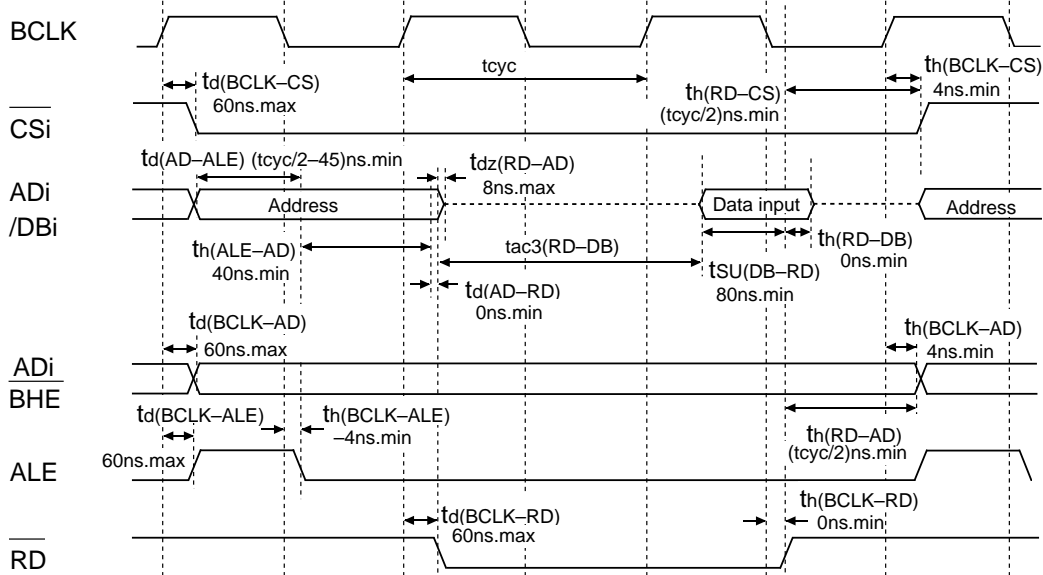 BCLK
td(BCLK–CS)
60ns.max
tcyc
th(RD–CS)
(tcyc/2)ns.min
th(BCLK–CS)
4ns.min
CSi
td(AD–ALE) (tcyc/2–45)ns.min
tdz(RD–AD)
8ns.max
ADi
/DBi
Address
Data input
Address
th(ALE–AD)
40ns.min
tac3(RD–DB)
th(RD–DB)
0ns.min
tSU(DB–RD)
80ns.min
td(AD–RD)
0ns.min
td(BCLK–AD)
60ns.max
th(BCLK–AD)
4ns.min
ADi
BHE
td(BCLK–ALE)
60ns.max
th(BCLK–ALE)
–4ns.min
th(RD–AD)
(tcyc/2)ns.min
ALE
td(BCLK–RD)
60ns.max
th(BCLK–RD)
0ns.min
RD